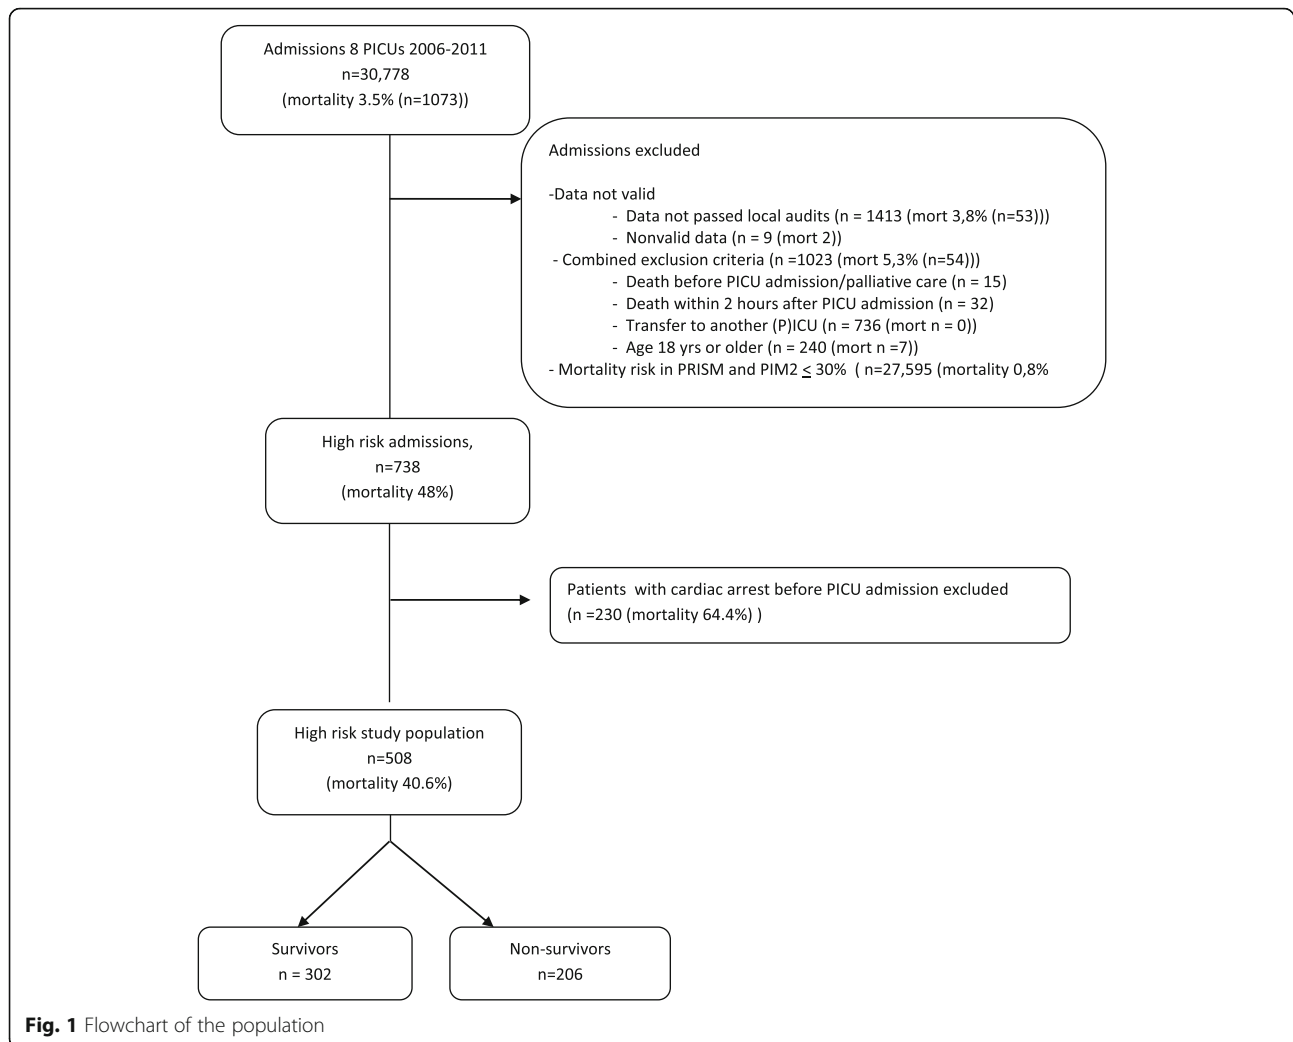 Admissions 8 PICUs 2006-2011
n=30,778
(mortality 3.5% (n=1073))
Admissions excluded
-Data not valid
- Data not passed local audits (n = 1413 (mort 3,8% (n=53)))
- Nonvalid data (n = 9 (mort 2))
- Combined exclusion criteria (n =1023 (mort 5,3% (n=54)))
- Death before PICU admission/palliative care (n = 15)
- Death within 2 hours after PICU admission (n = 32)
- Transfer to another (P)ICU (n = 736 (mort n = 0))
- Age 18 yrs or older (n = 240 (mort n =7))
- Mortality risk in PRISM and PIM2 ≤ 30% ( n=27,595 (mortality 0,8%
High risk admissions,
n=738
(mortality 48%)
Patients with cardiac arrest before PICU admission excluded
(n =230 (mortality 64.4%) )
High risk study population
n=508
(mortality 40.6%)
Survivors
n = 302
Non-survivors
n=206
Fig. 1 Flowchart of the population